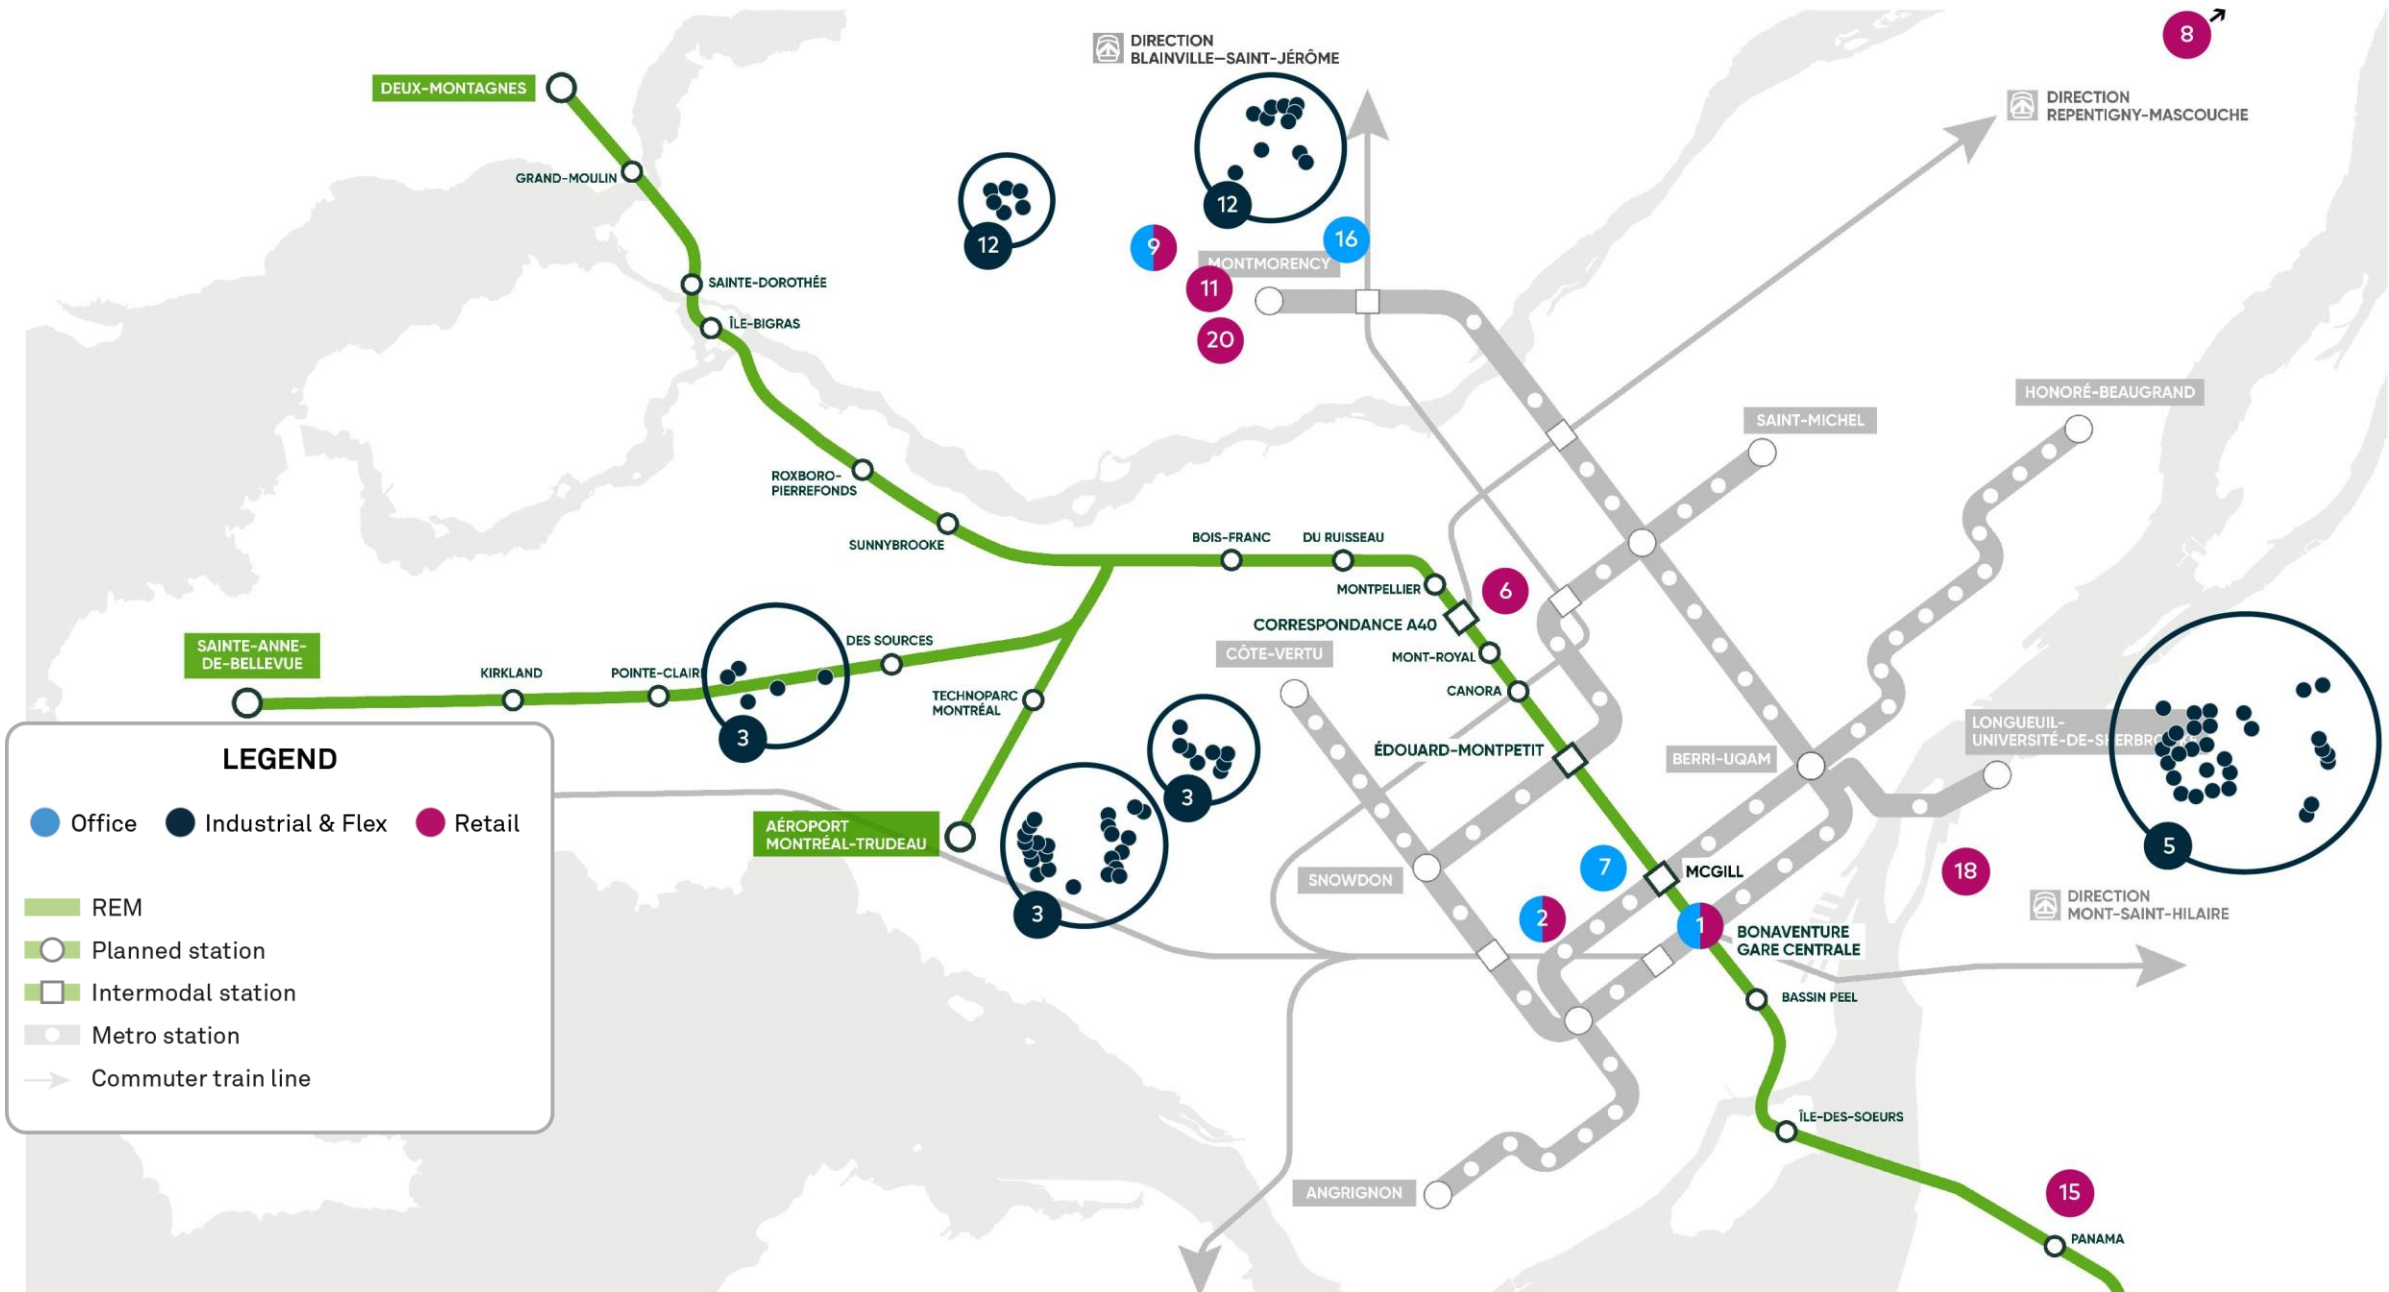 DIRECTION
BLAINVILLE–SAINT-JÉRÔME
8
DEUX-MONTAGNES
DIRECTION
REPENTIGNY-MASCOUCHE
GRAND-MOULIN
12
12
9
16
MONTMORENCY
SAINTE-DOROTHÉE
11
ÎLE-BIGRAS
20
HONORÉ-BEAUGRAND
SAINT-MICHEL
ROXBORO-
PIERREFONDS
SUNNYBROOKE
BOIS-FRANC
DU RUISSEAU
MONTPELLIER
6
CORRESPONDANCE A40
SAINTE-ANNE-
DE-BELLEVUE
DES SOURCES
CÔTE-VERTU
MONT-ROYAL
KIRKLAND
POINTE-CLAIR
TECHNOPARC
MONTRÉAL
CANORA
3
ÉDOUARD-MONTPETIT
LONGUEUIL-
UNIVERSITÉ-DE-SHERBRO
BERRI-UQAM
LEGEND
Office
Industrial & Flex
Retail
3
AÉROPORT
MONTRÉAL-TRUDEAU
5
7
MCGILL
18
SNOWDON
3
2
1
BONAVENTURE
GARE CENTRALE
DIRECTION
MONT-SAINT-HILAIRE
REM
Planned station
Intermodal station
Metro station
Commuter train line
BASSIN PEEL
ÎLE-DES-SOEURS
ANGRIGNON
15
PANAMA